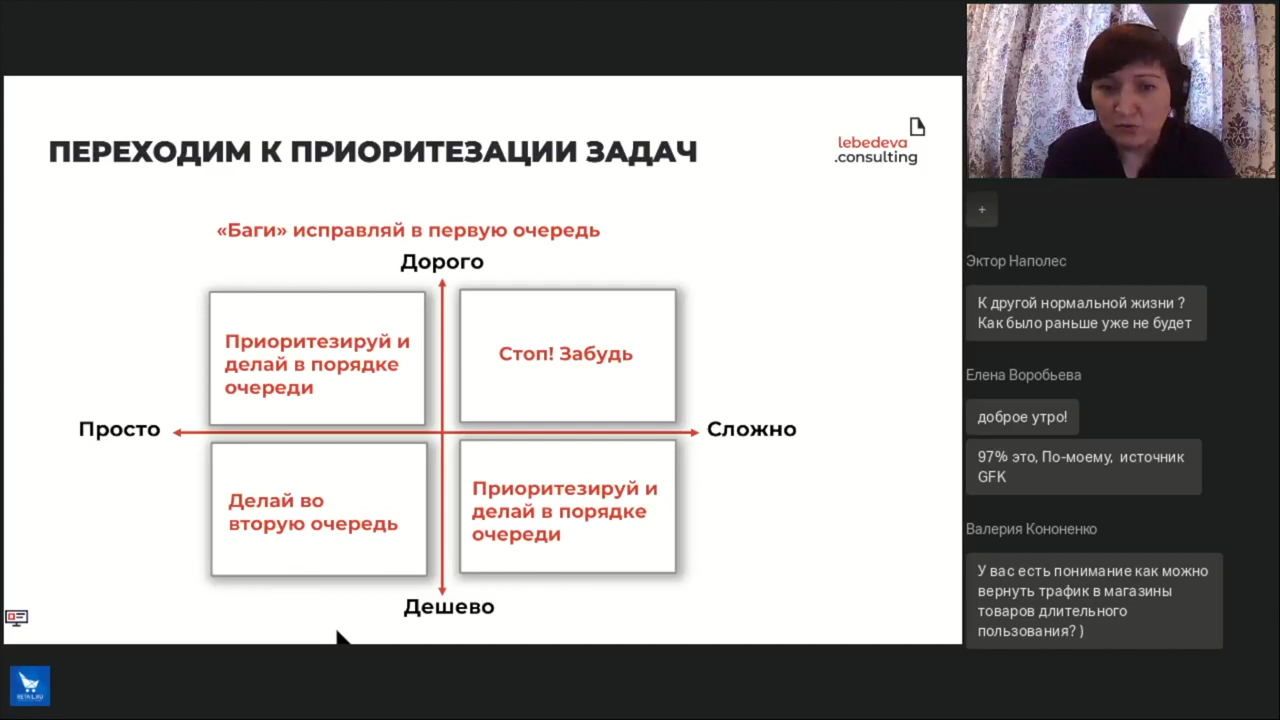 ПЕРЕХОДИМ К ПРИОРИТЕЗАЦИИ ЗАДАЧ
lebedeva
.consulting
«Баги» исправляй в первую очередь
Дорого
Приоритезируй и
делай в порядке
очереди
Стоп! Забудь
Просто
Сложно
Делай во
вторую очередь
Приоритезируй и
делай в порядке
очереди
Дешево
RETAIL.RU
+
Эктор Наполес
К другой нормальной жизни ?
Как было раньше уже не будет
Елена Воробьева
доброе утро!
97% это, По-моему, источник
GFK
Валерия Кононенко
У вас есть понимание как можно
вернуть трафик в магазины
товаров длительного
пользования? )